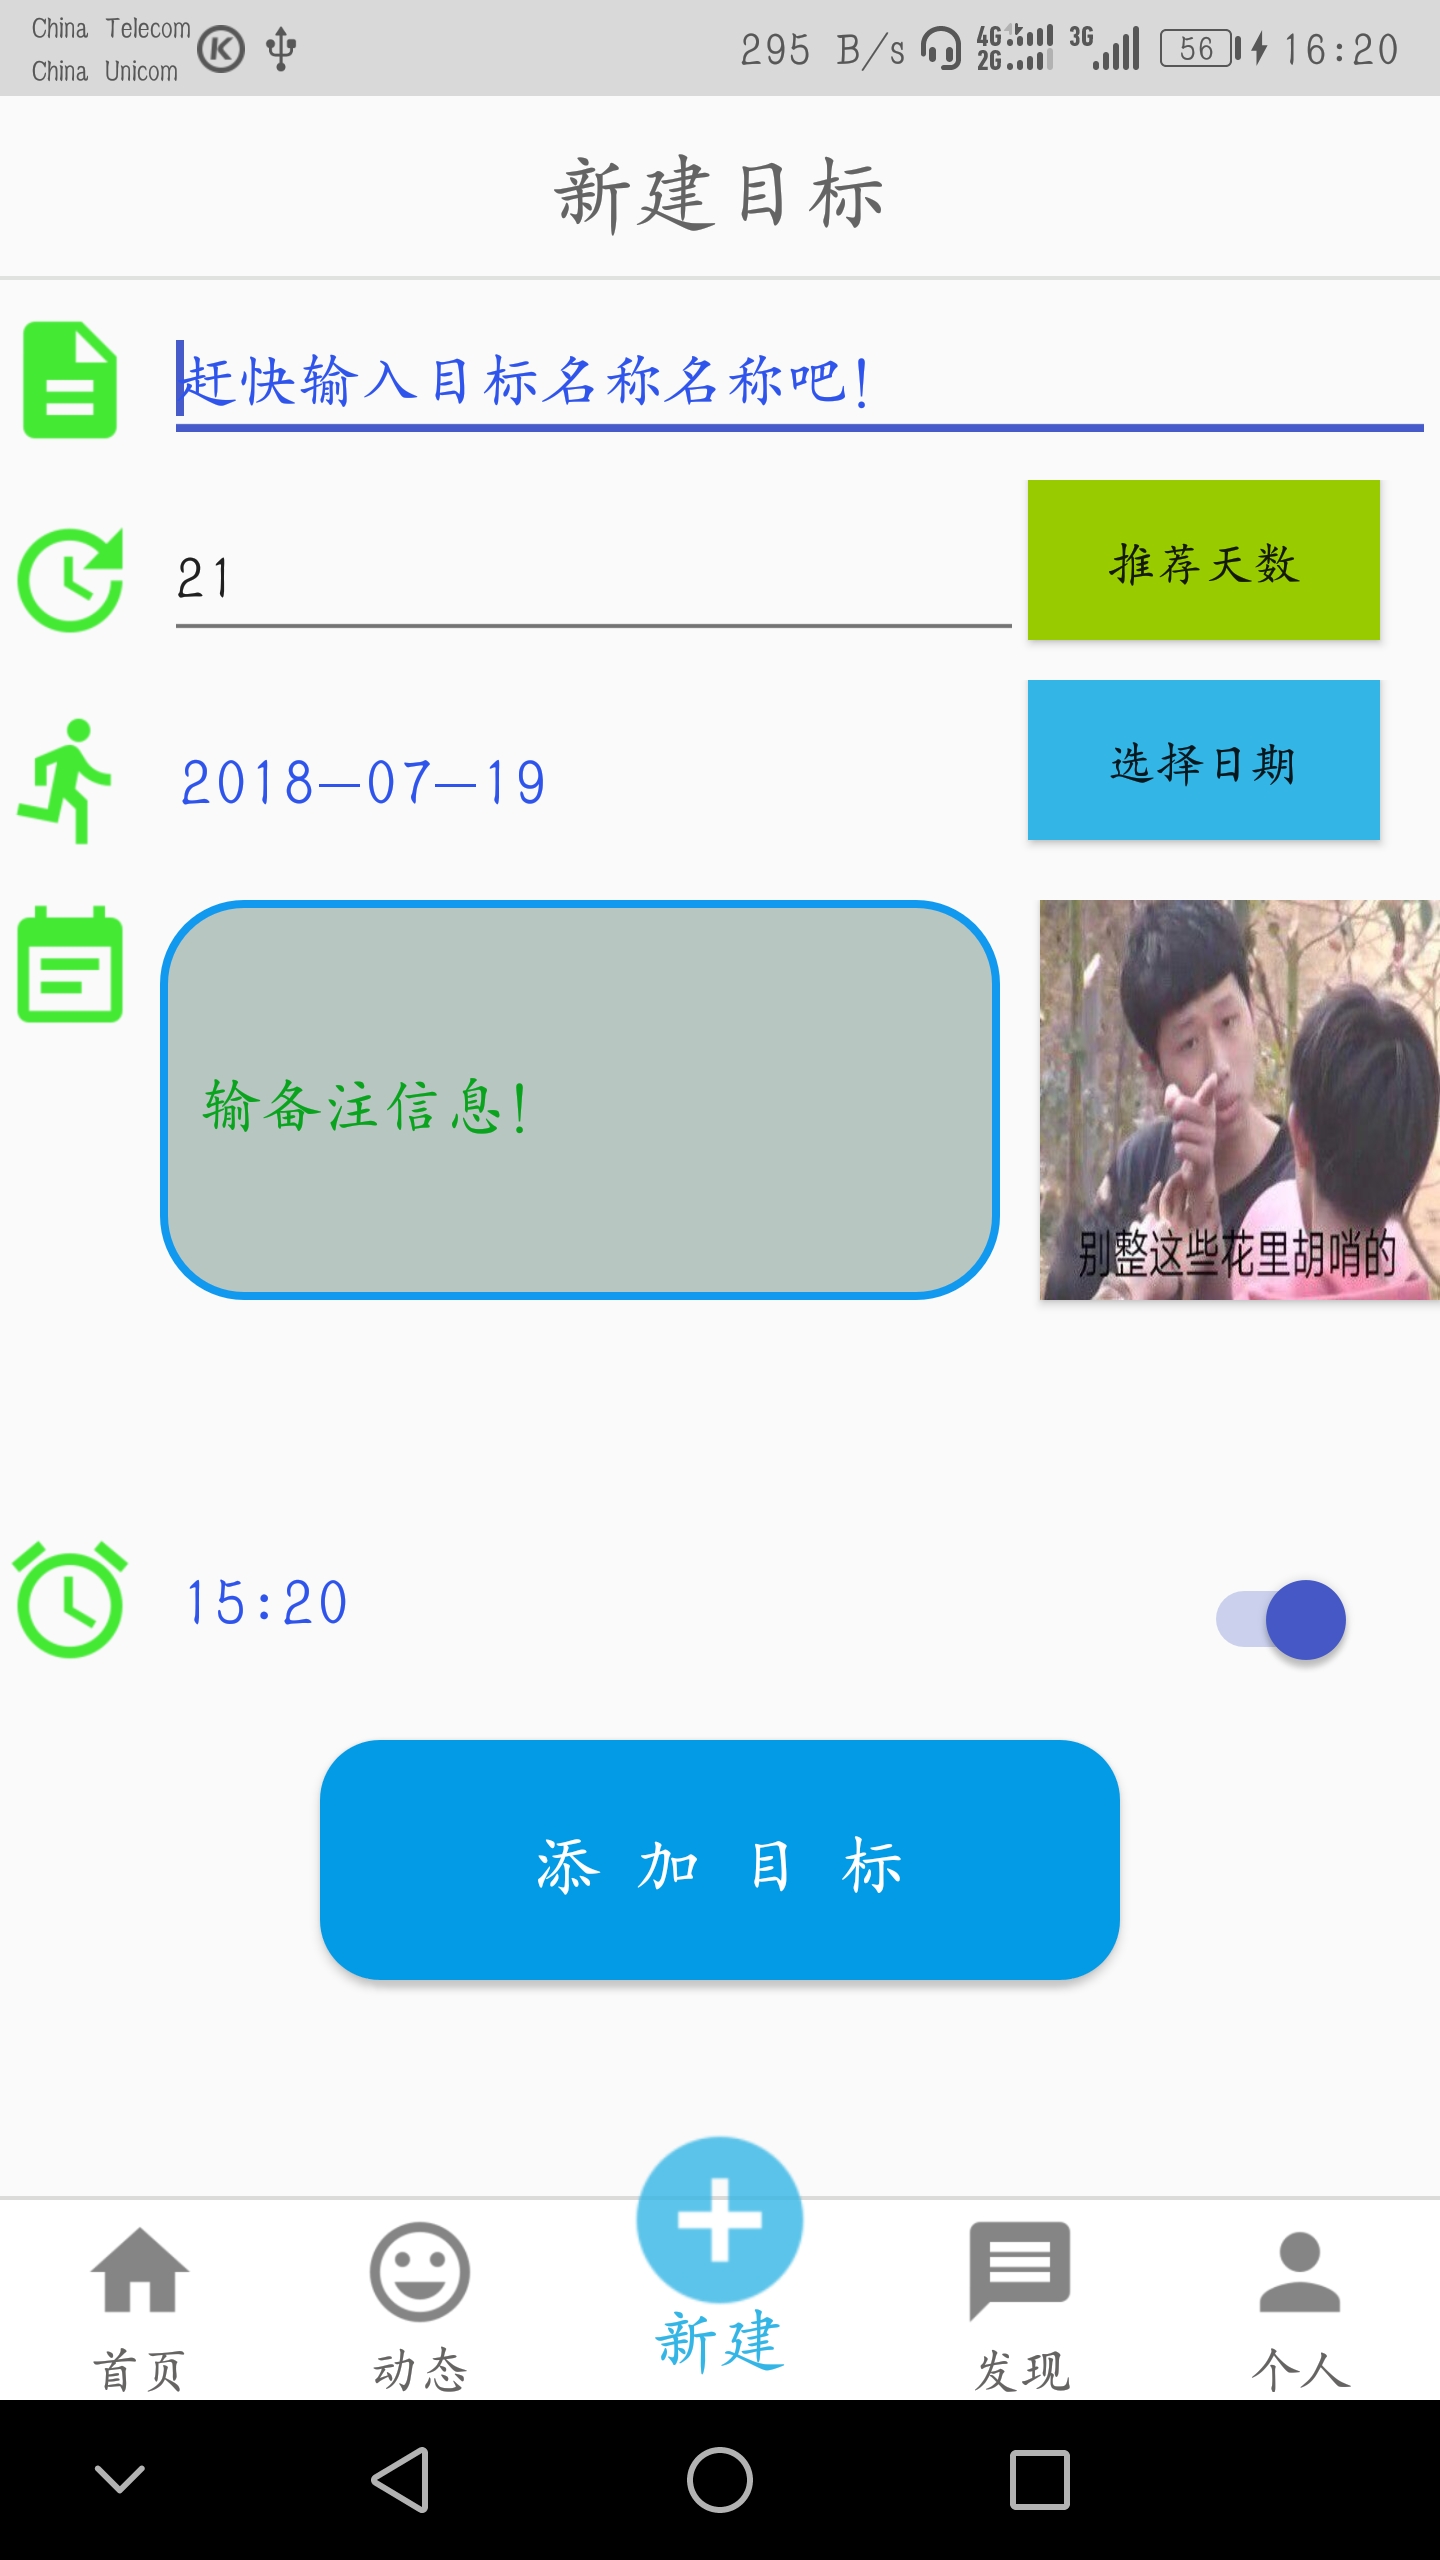 China Telecom
China Unicom
295 B/s
4G
2G
3G
56
16:20
新建目标
赶快输入目标名称名称吧!
21
推荐天数
2018-07-19
选择日期
输备注信息!
别整这些花里胡哨的
15:20
添加目标
首页
动态
新建
发现
个人